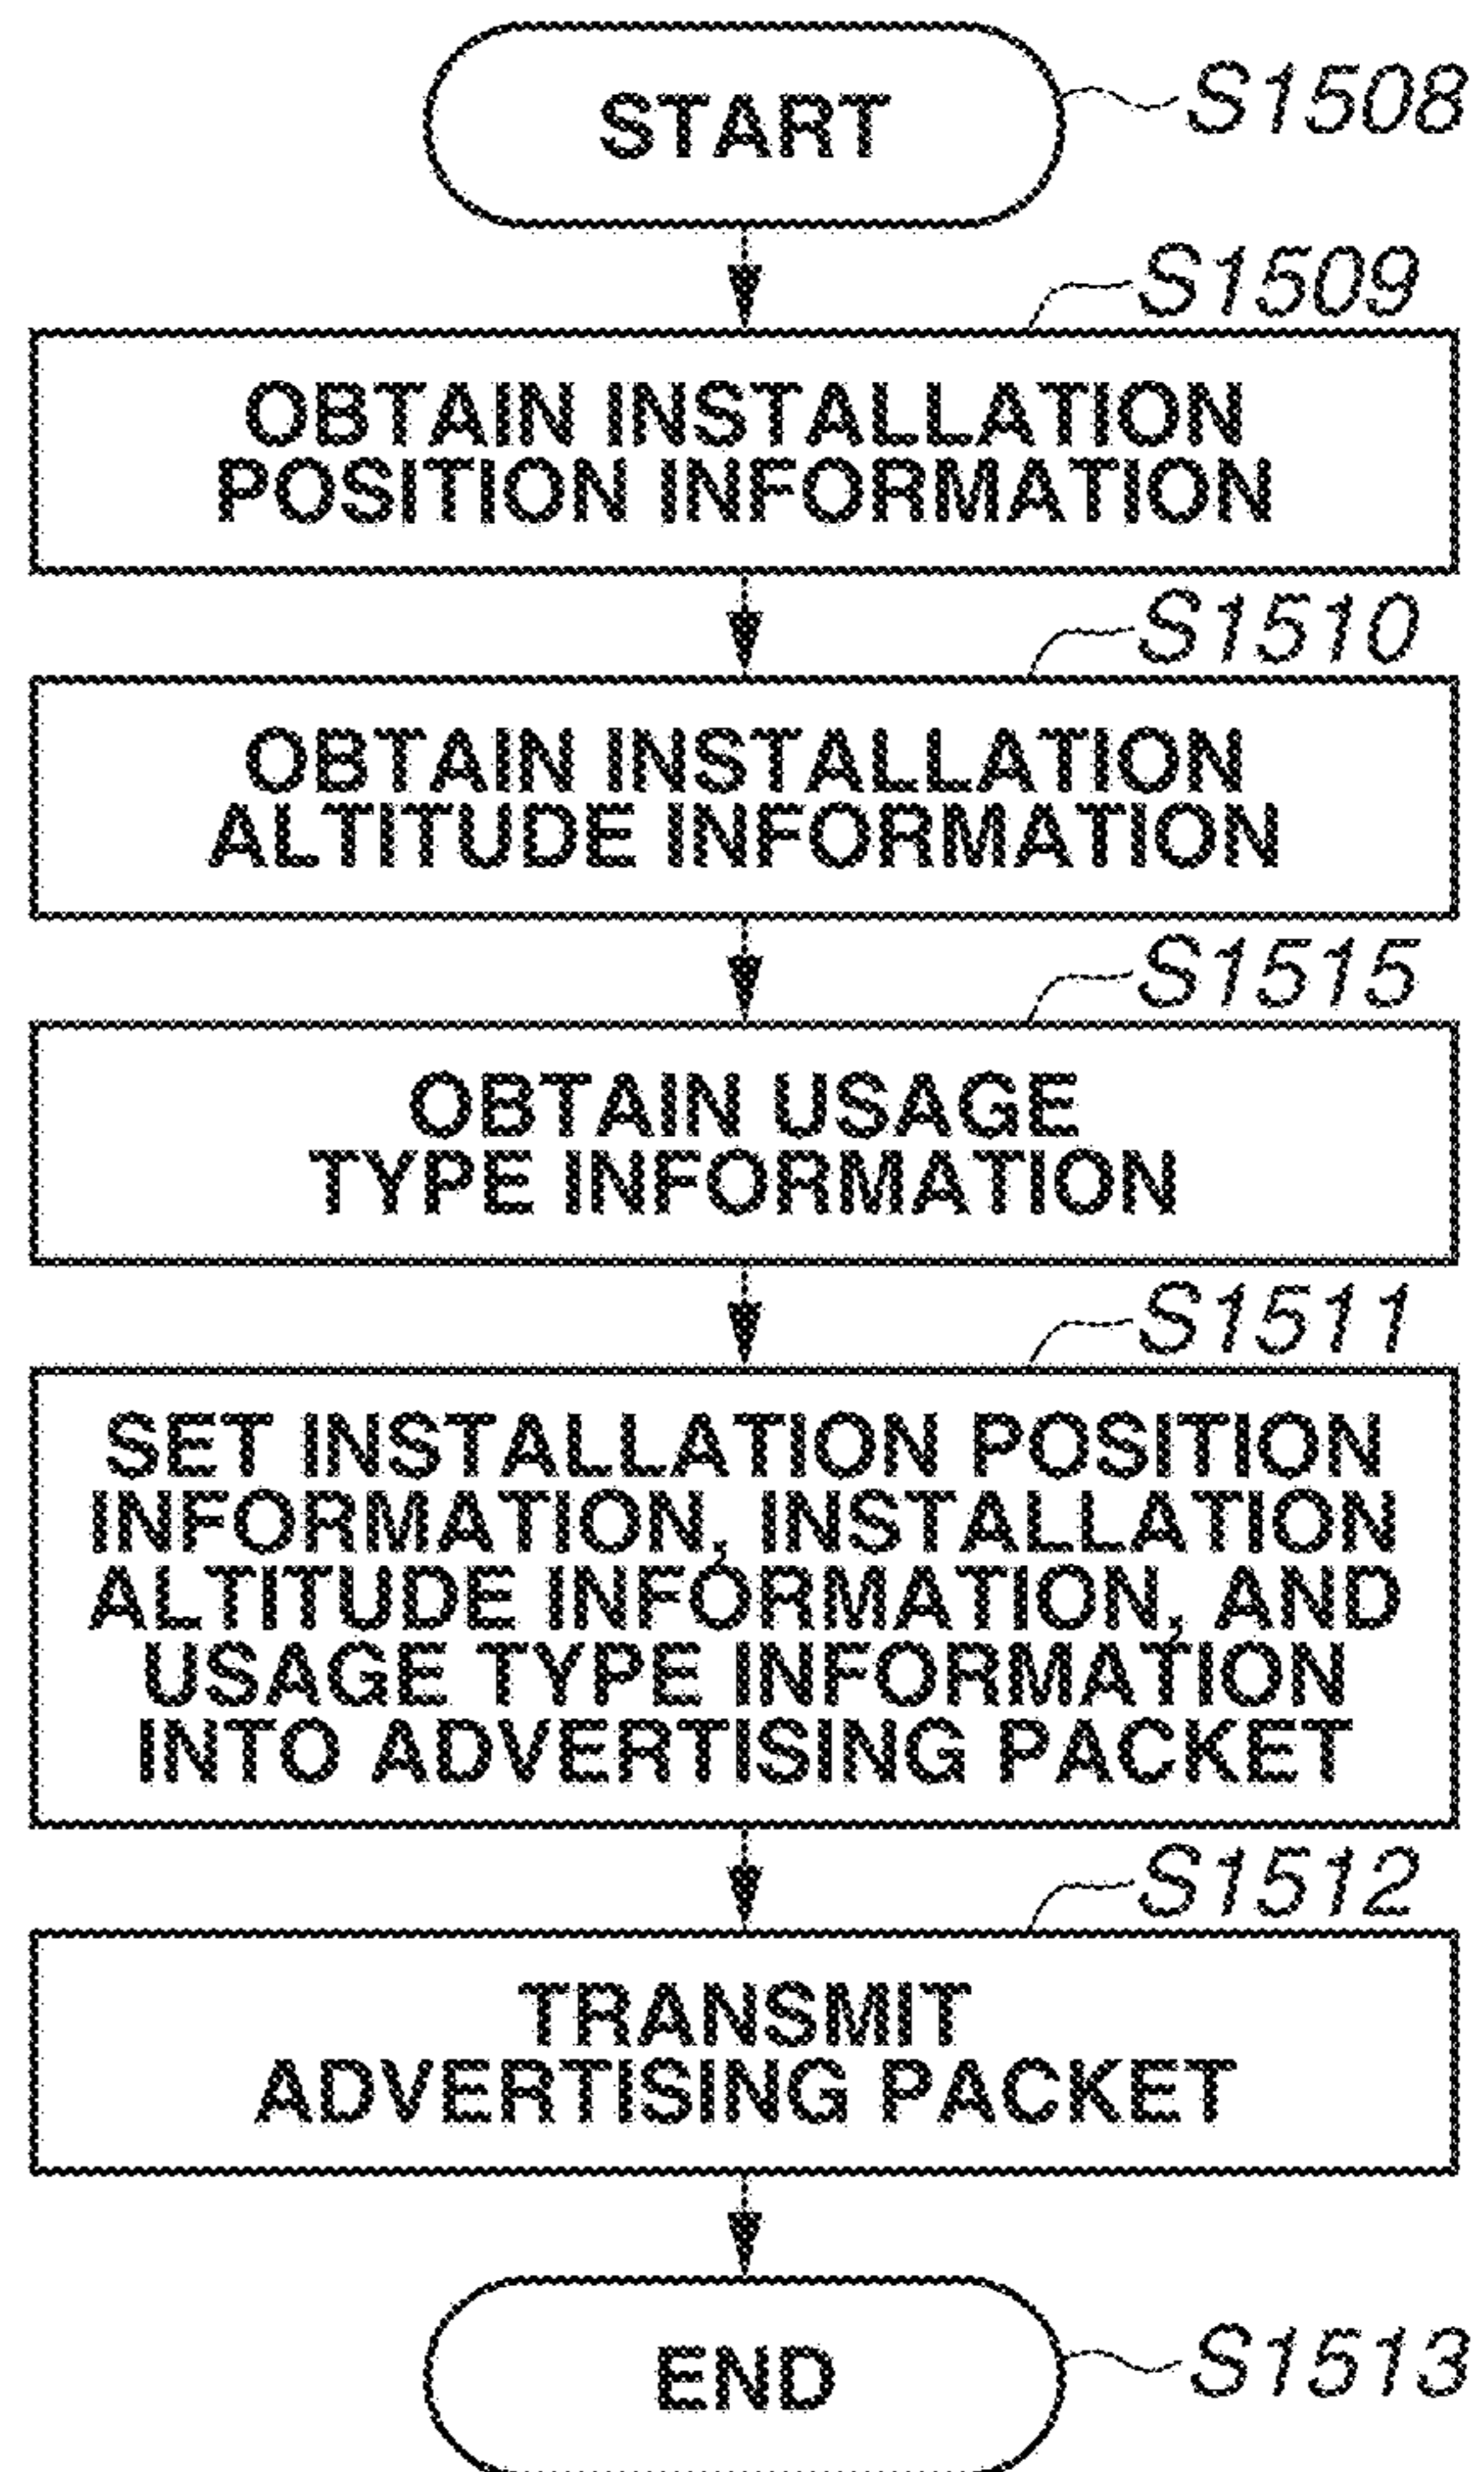 START
S1508
S1509
OBTAIN INSTALLATION
POSITION INFORMATION
S1510
OBTAIN INSTALLATION
ALTITUDE INFORMATION
S1515
OBTAIN USAGE
TYPE INFORMATION
S1511
SET INSTALLATION POSITION
INFORMATION, INSTALLATION
ALTITUDE INFORMATION, AND
USAGE TYPE INFORMATION
INTO ADVERTISING PACKET
S1512
TRANSMIT
ADVERTISING PACKET
END
S1513